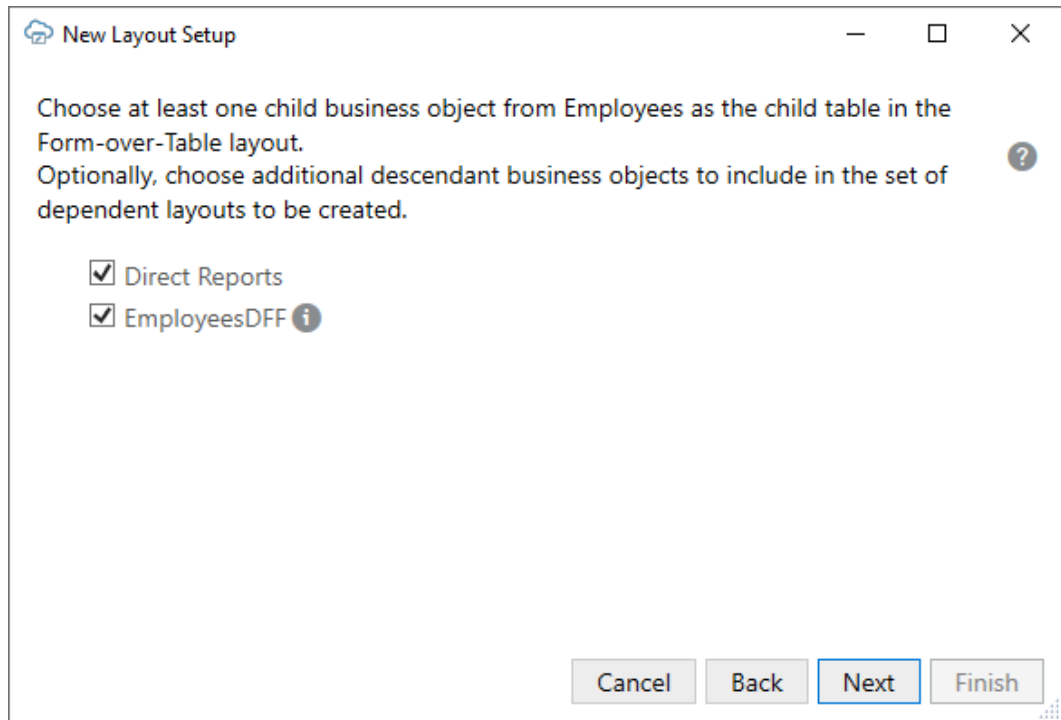 New Layout Setup
Choose at least one child business object from Employees as the child table in the
Form-over-Table layout.
Optionally, choose additional descendant business objects to include in the set of
dependent layouts to be created.
Direct Reports
EmployeesDFF
Cancel Back Next Finish